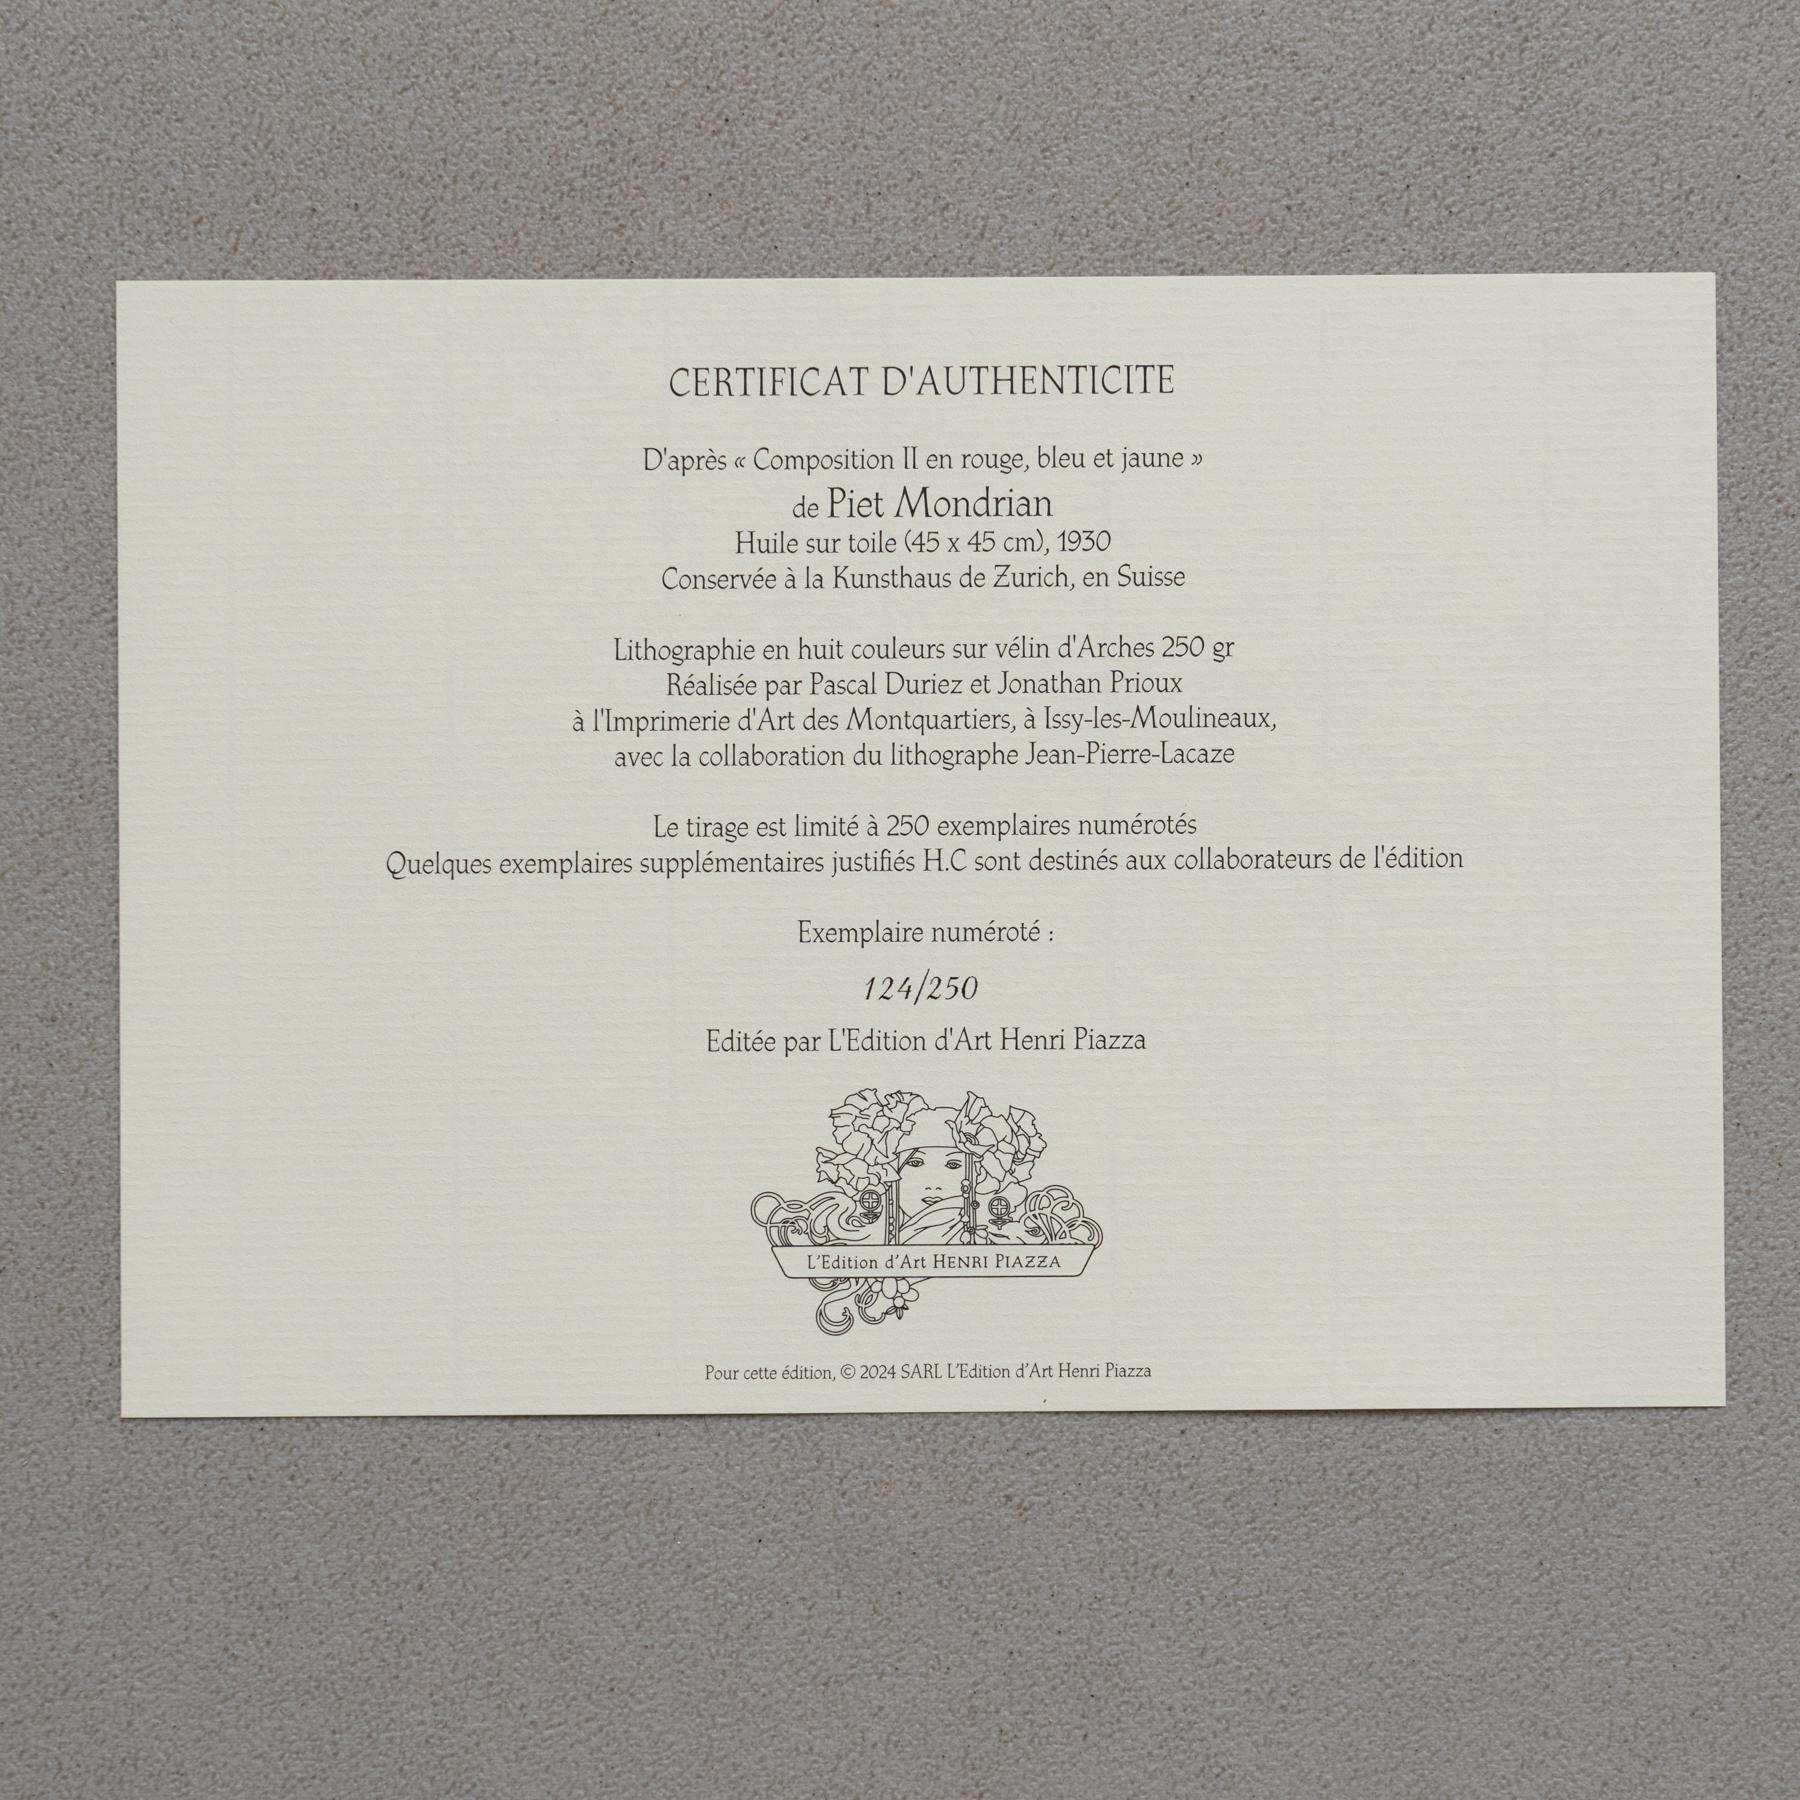 CERTIFICAT D'AUTHENTICITE
D'après « Composition II en rouge, bleu et jaune »
de Piet Mondrian
Huile sur toile (45 x 45 cm), 1930
Conservée à la Kunsthaus de Zurich, en Suisse
Lithographie en huit couleurs sur vélin d'Arches 250 gr
Réalisée par Pascal Duriez et Jonathan Prioux
à l'Imprimerie d'Art des Montquartiers, à Issy-les-Moulineaux,
avec la collaboration du lithographe Jean-Pierre-Lacaze
Le tirage est limité à 250 exemplaires numérotés
Quelques exemplaires supplémentaires justifiés H.C sont destinés aux collaborateurs de l'édition
Exemplaire numéroté :
124/250
Editée par L'Edition d'Art Henri Piazza
L'Edition d'Art HENRI PIAZZA
Pour cette édition, © 2024 SARL L'Edition d'Art Henri Piazza